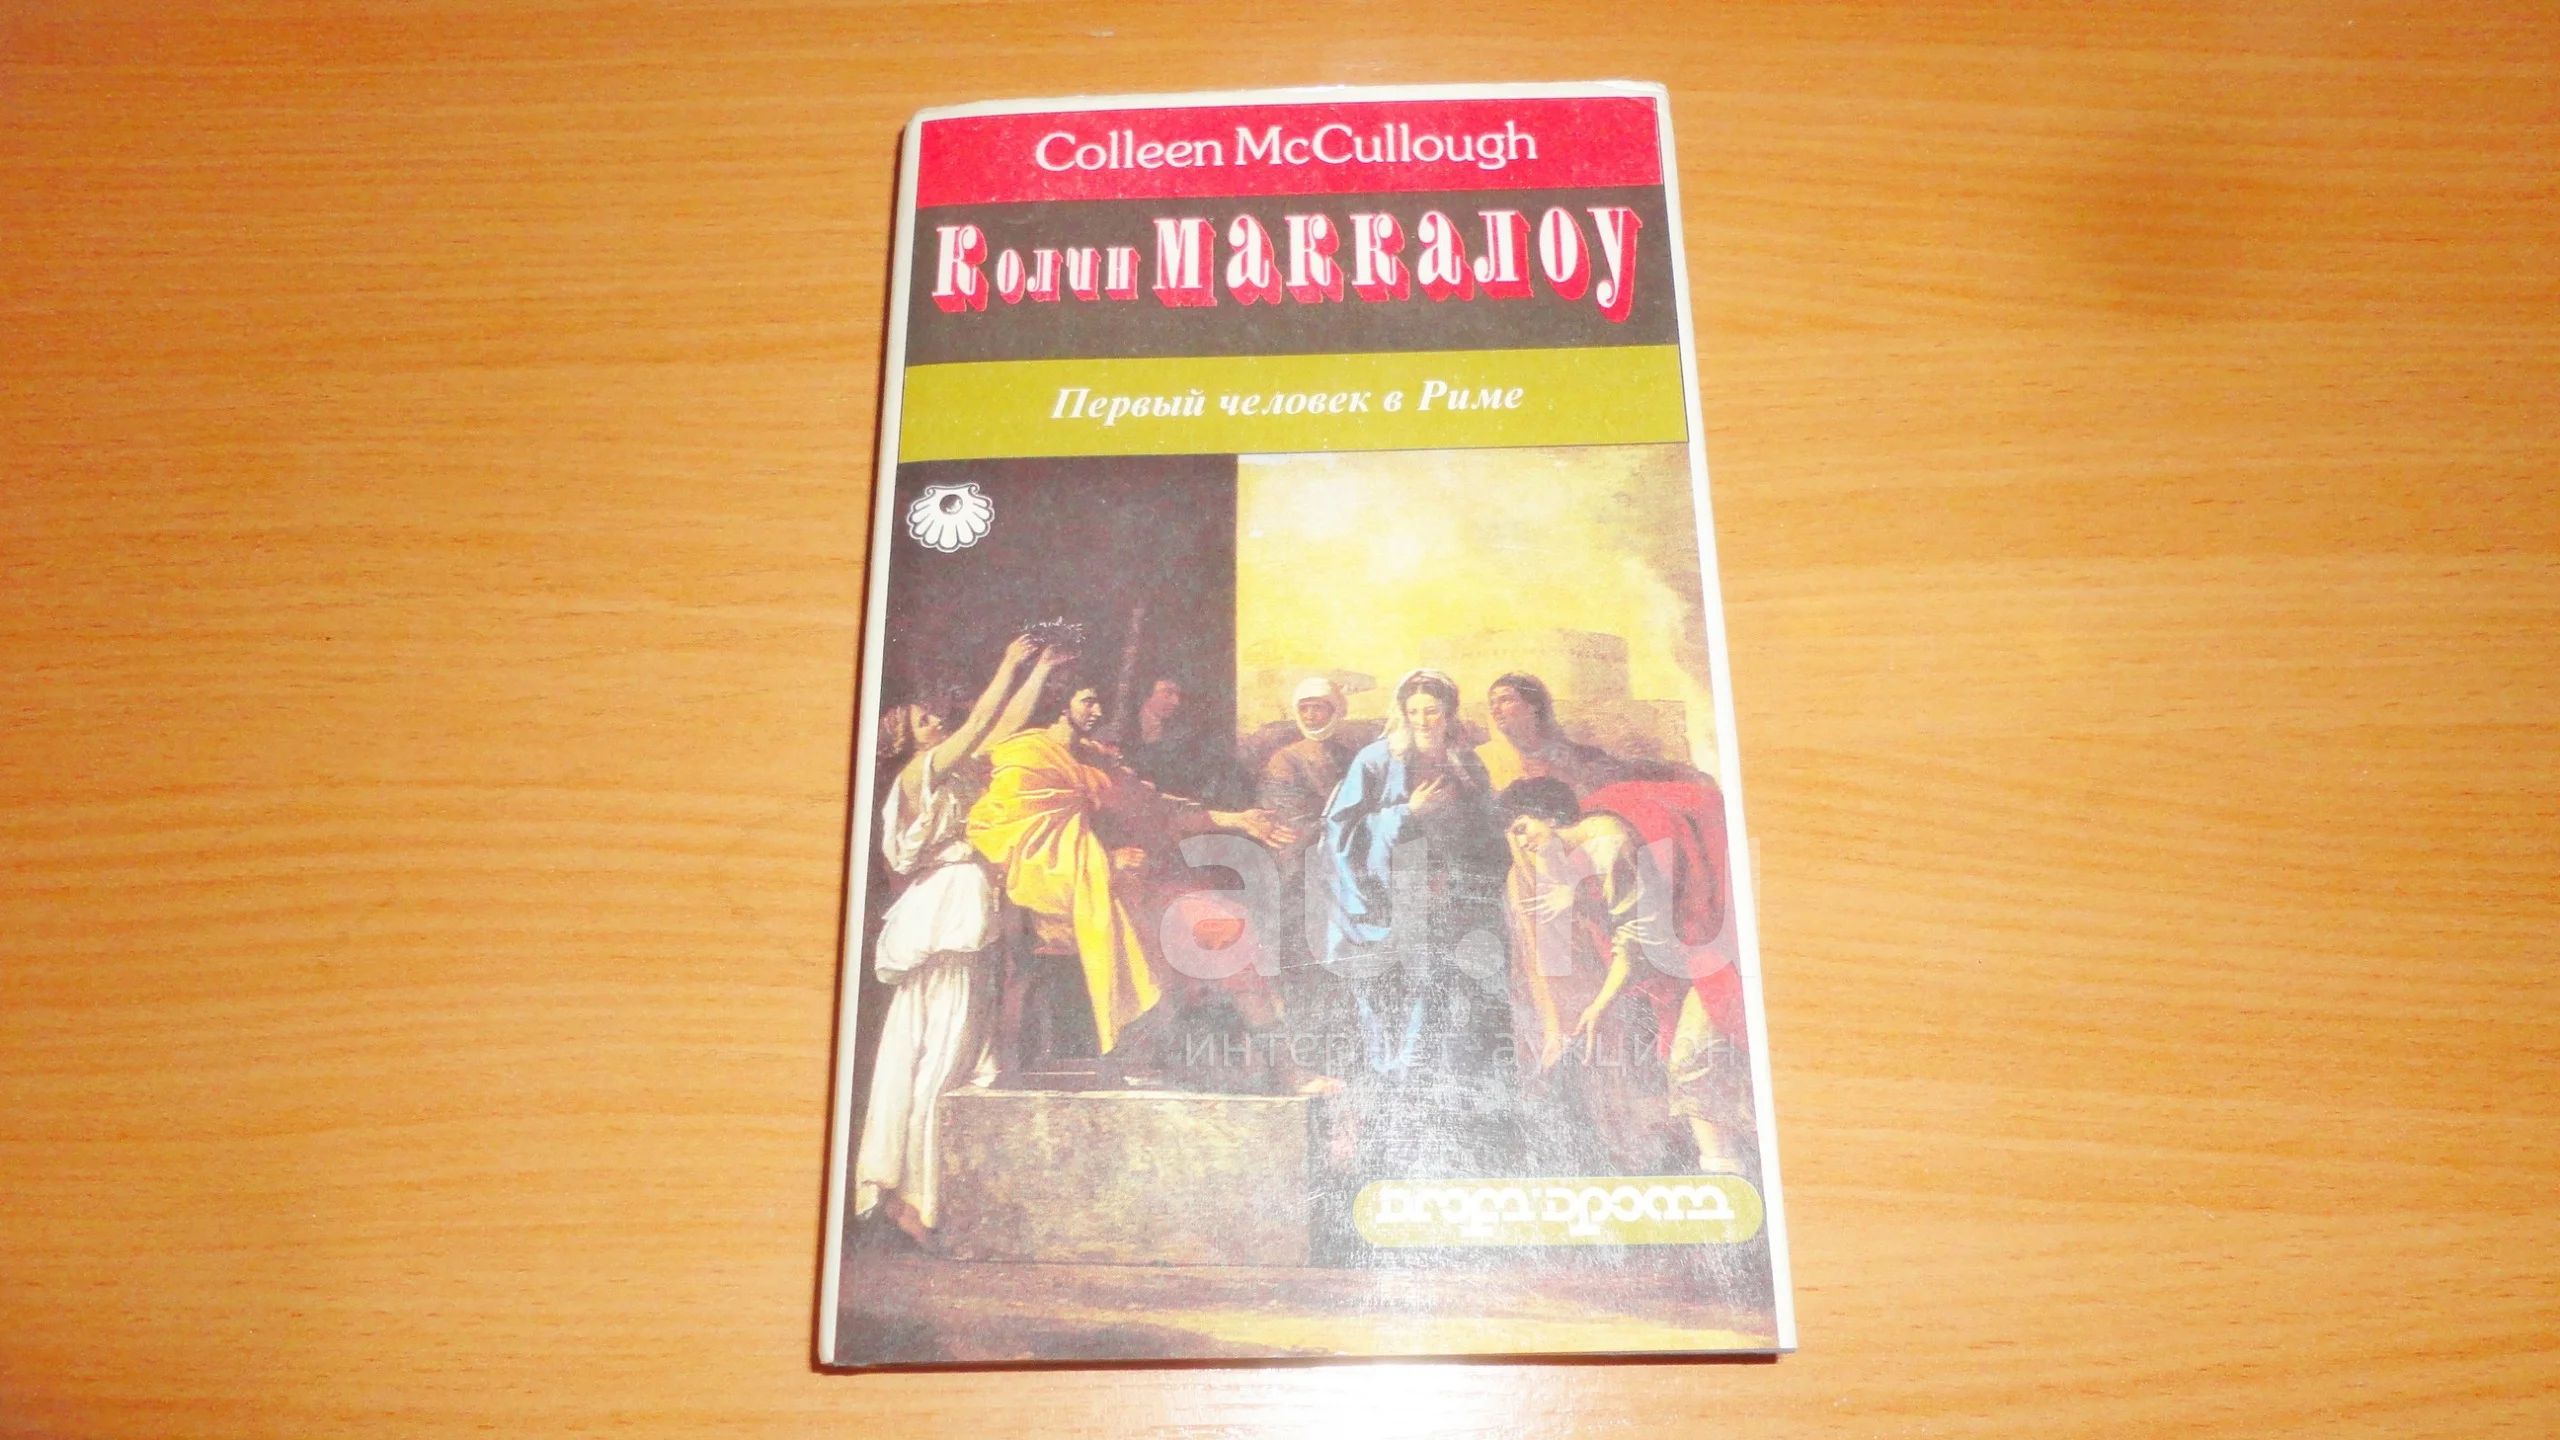 Colleen McCullough
Колин Маккалоу
Первый человек в Риме
au.ru
интернет-аукцион